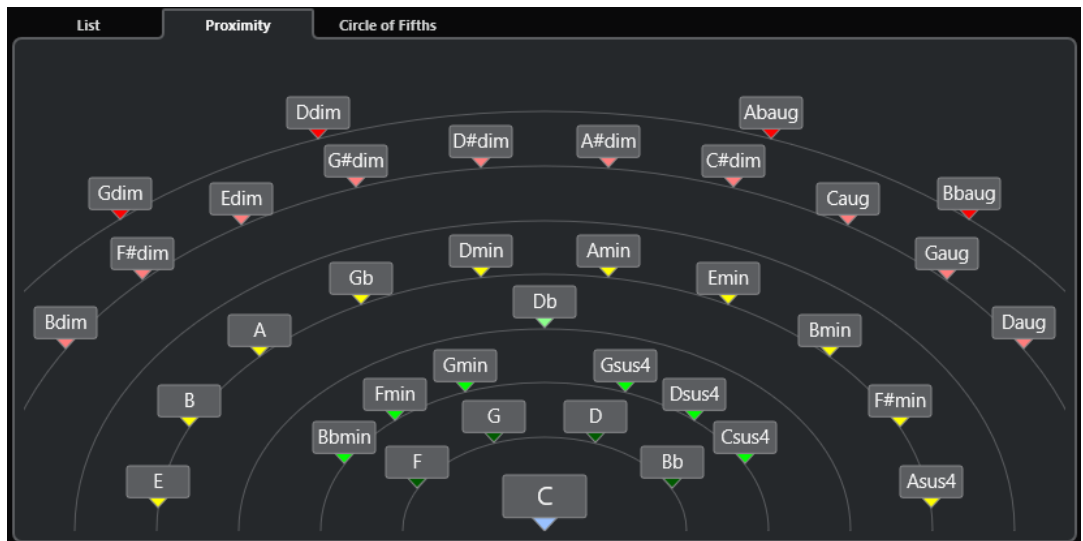 List Proximity Circle of Fifths
Ddim Abaug
D#dim A#dim
G#dim C#dim
Gdim Edim Caug Bbaug
F#dim Dmin Amin Gaug
Gb Emin
Db
Bdim A Bmin Daug
Gmin Gsus4
Fmin Dsus4
B F#min
G D
Bbmin Csus4
F Bb
E Asus4
C